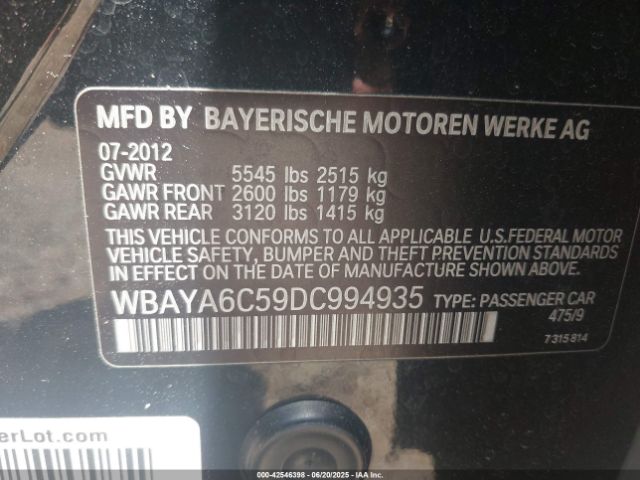 MFD BY BAYERISCHE MOTOREN WERKE AG
07-2012
GVWR 5545 lbs 2515 kg
GAWR FRONT 2600 lbs 1179 kg
GAWR REAR 3120 lbs 1415 kg
THIS VEHICLE CONFORMS TO ALL APPLICABLE U.S.FEDERAL MOTOR
VEHICLE SAFETY, BUMPER AND THEFT PREVENTION STANDARDS
IN EFFECT ON THE DATE OF MANUFACTURE SHOWN ABOVE.
WBAYA6C59DC994935 TYPE: PASSENGER CAR
475/9
7315814
erLot.com
000-42546398 | 06/20/2025 | IAA Inc.